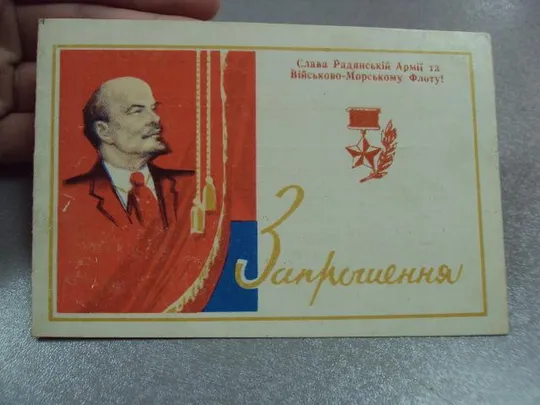 Слава Радянській Армії та
Військово-Морському Флоту!
Запрошення